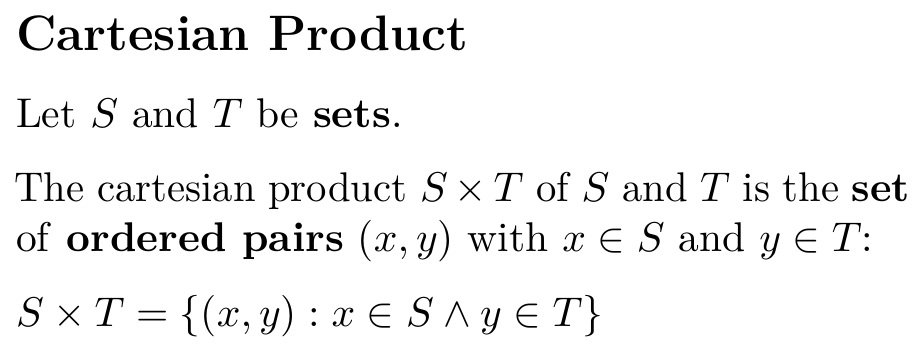 Cartesian Product
Let S and T be sets.
The cartesian product S × T of S and T is the set
of ordered pairs (x, y) with x ∈ S and y ∈ T:
S × T = {(x, y) : x ∈ S ∧ y ∈ T}